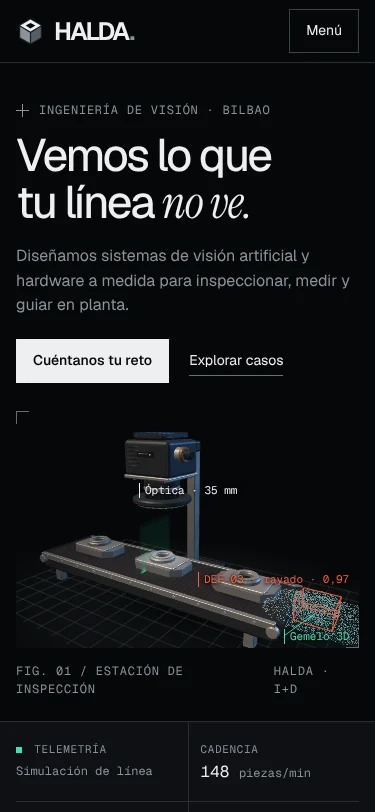 HALDA.
Menú
INGENIERÍA DE VISIÓN · BILBAO
Vemos lo que
tu línea no ve.
Diseñamos sistemas de visión artificial y
hardware a medida para inspeccionar, medir y
guiar en planta.
Cuéntanos tu reto
Explorar casos
Óptica · 35 mm
DEF-03 · rayado · 0,97
Gemelo 3D
FIG. 01 / ESTACIÓN DE
INSPECCIÓN
HALDA ·
I+D
TELEMETRÍA
Simulación de línea
CADENCIA
148 piezas/min